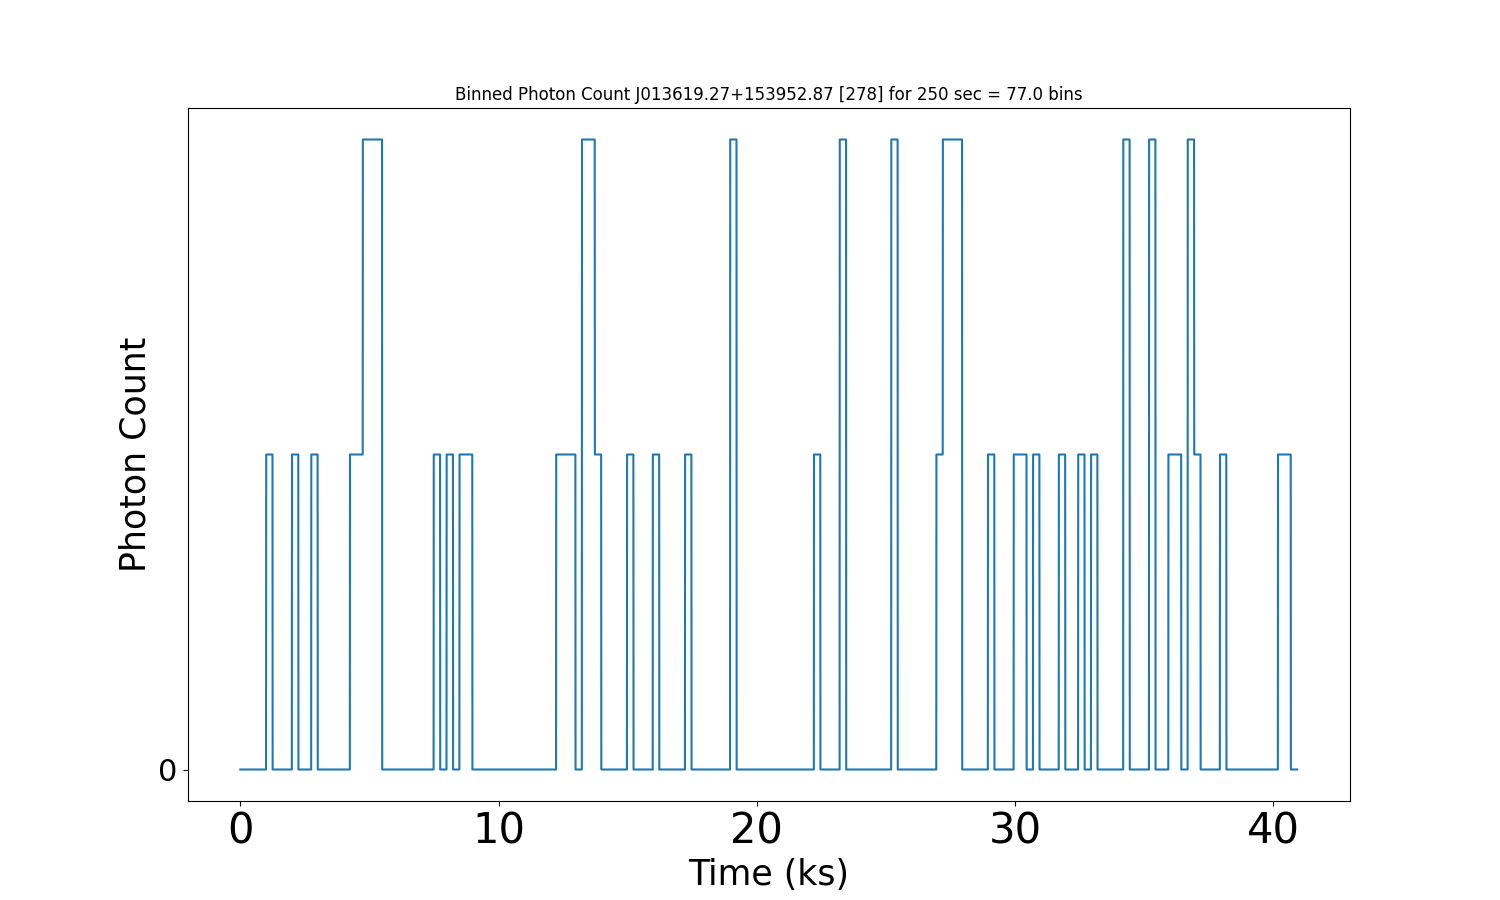 Binned Photon Count J013619.27+153952.87 [278] for 250 sec = 77.0 bins
Photon Count
0
0 10 20 30 40
Time (ks)